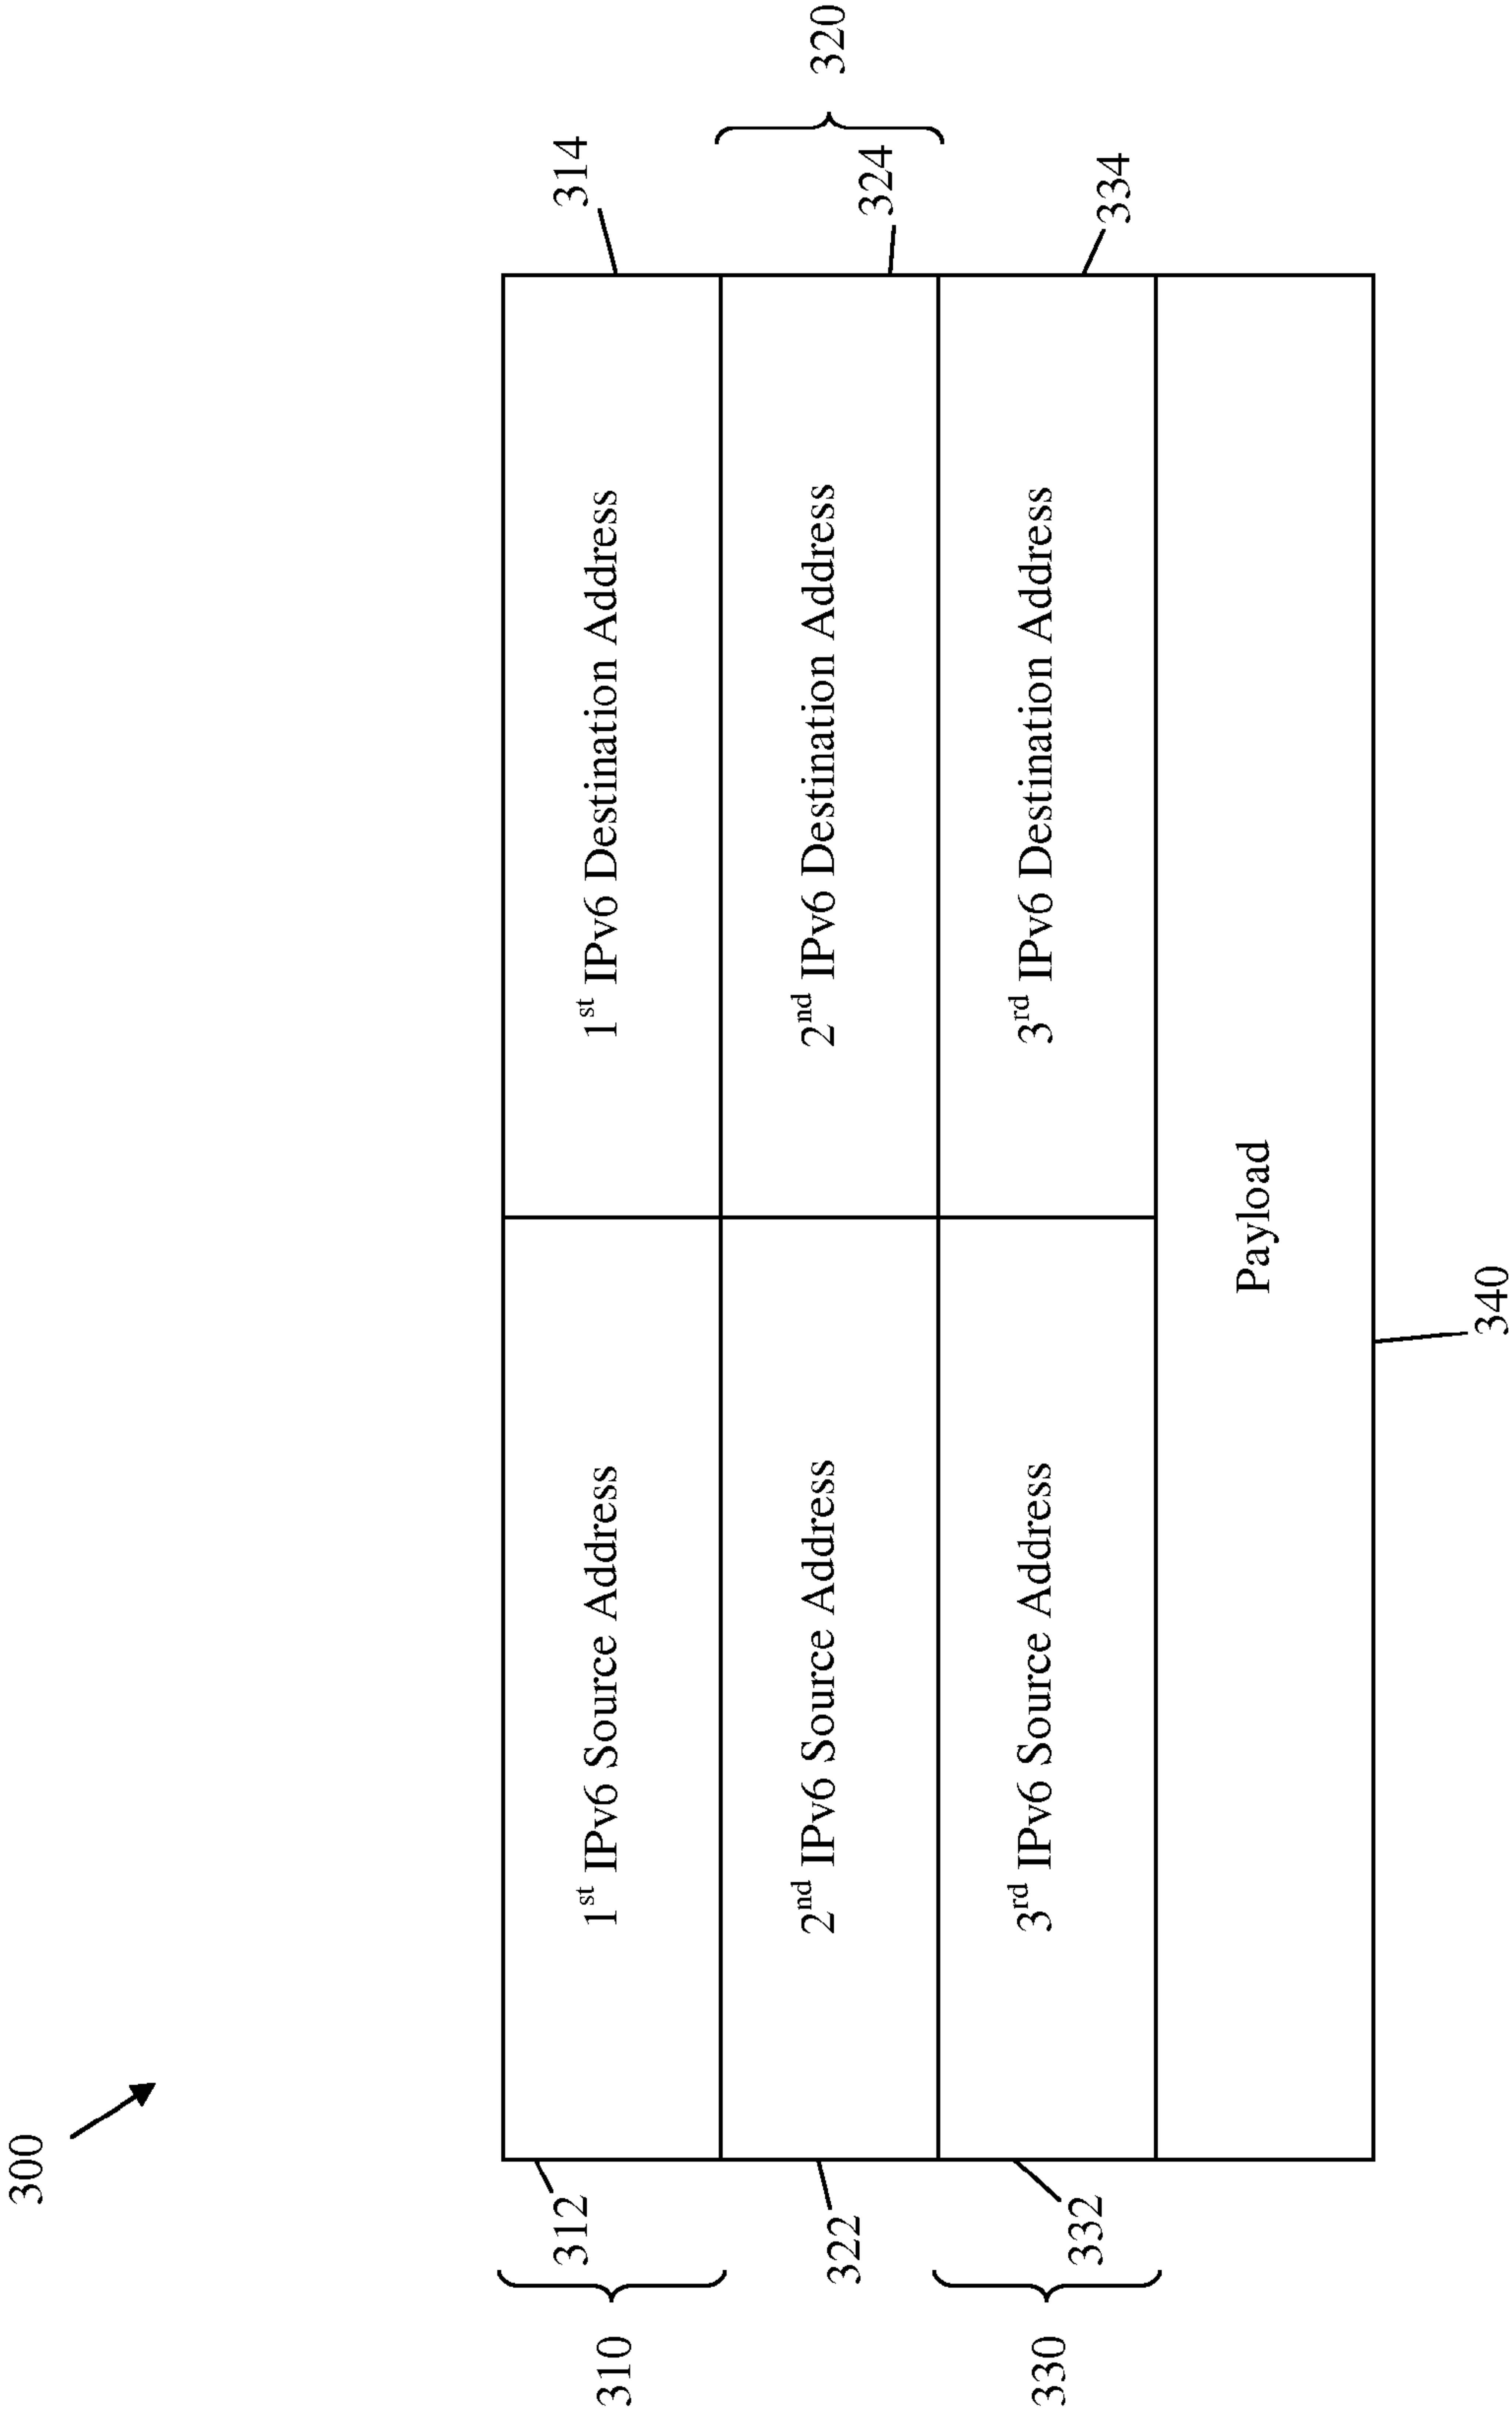 300
310
312
1st IPv6 Source Address
1st IPv6 Destination Address
314
322
2nd IPv6 Source Address
2nd IPv6 Destination Address
324
320
330
332
3rd IPv6 Source Address
3rd IPv6 Destination Address
334
Payload
340